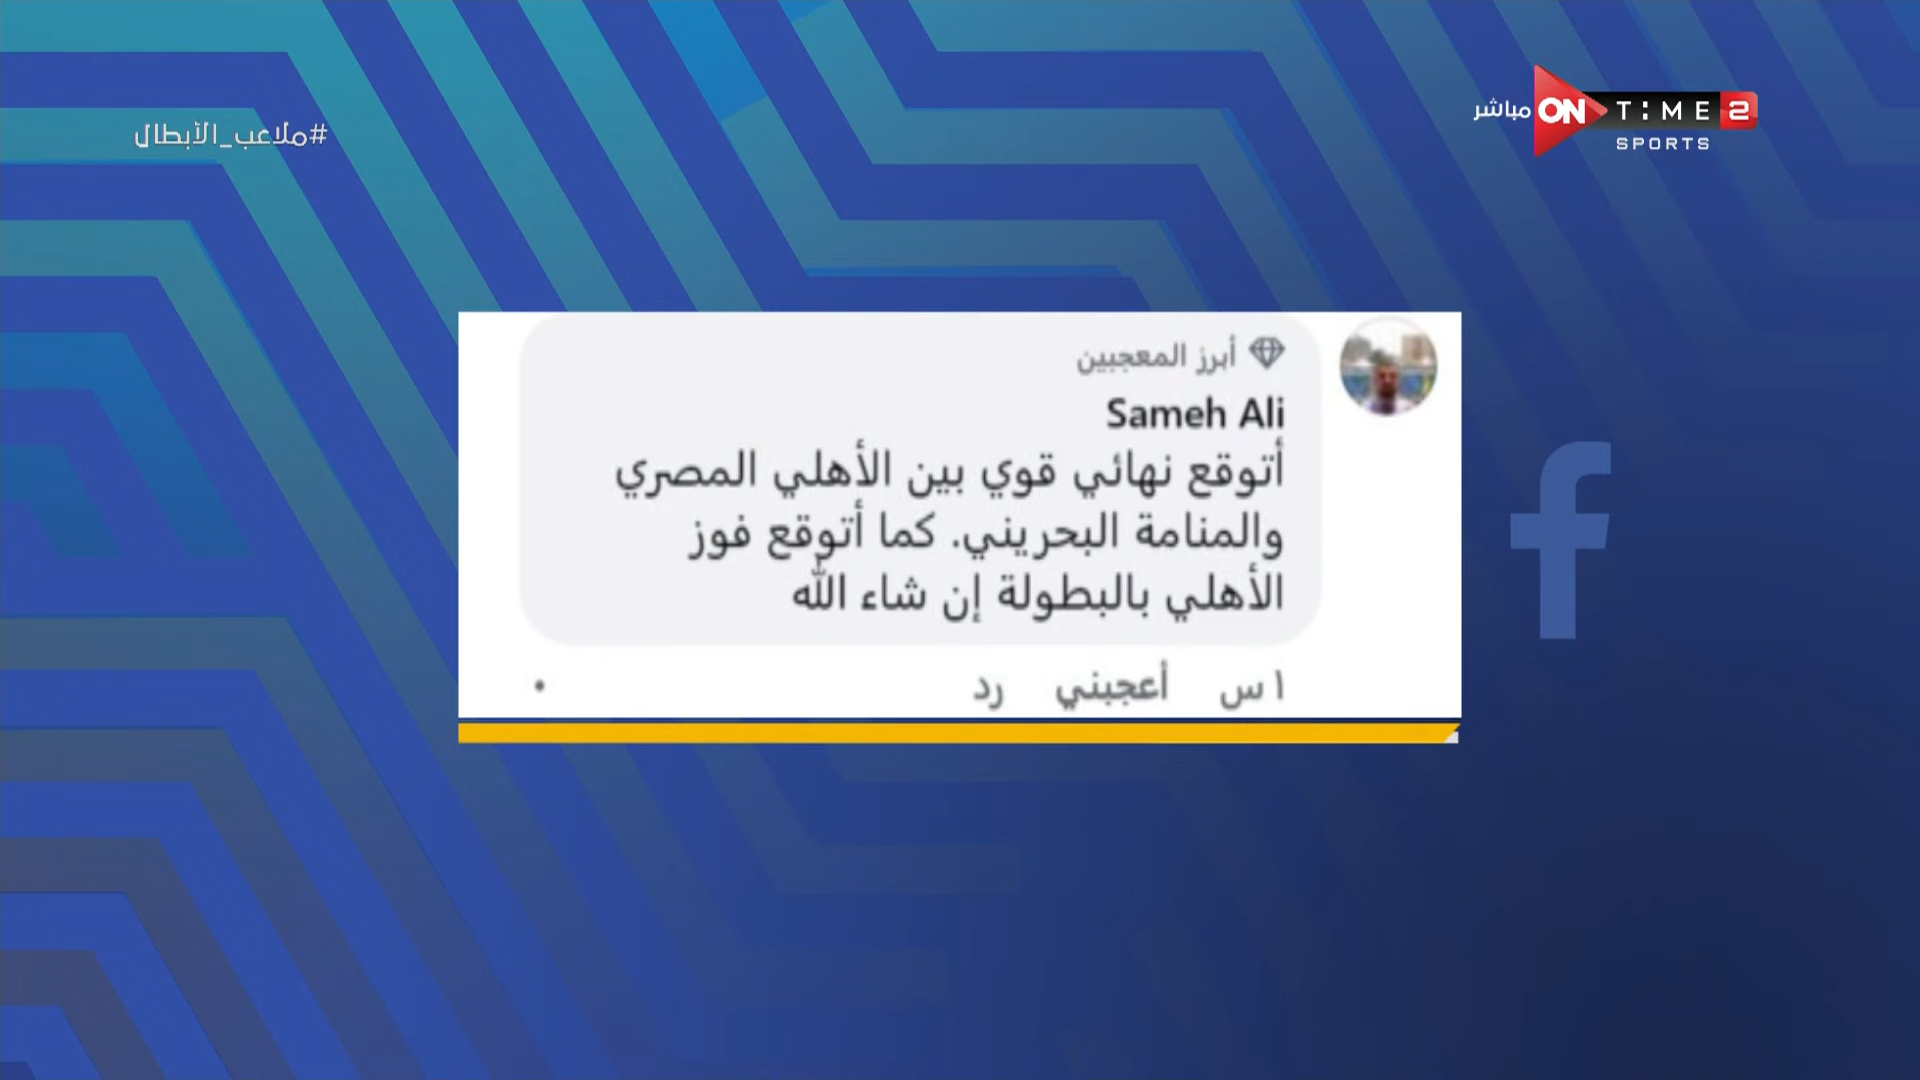 #ملاعب_الأبطال
مباشر ON TIME 2
SPORTS
أبرز المعجبين
Sameh Ali
أتوقع نهائي قوي بين الأهلي المصري
والمنامة البحريني. كما أتوقع فوز
الأهلي بالبطولة إن شاء الله
١ س أعجبني رد